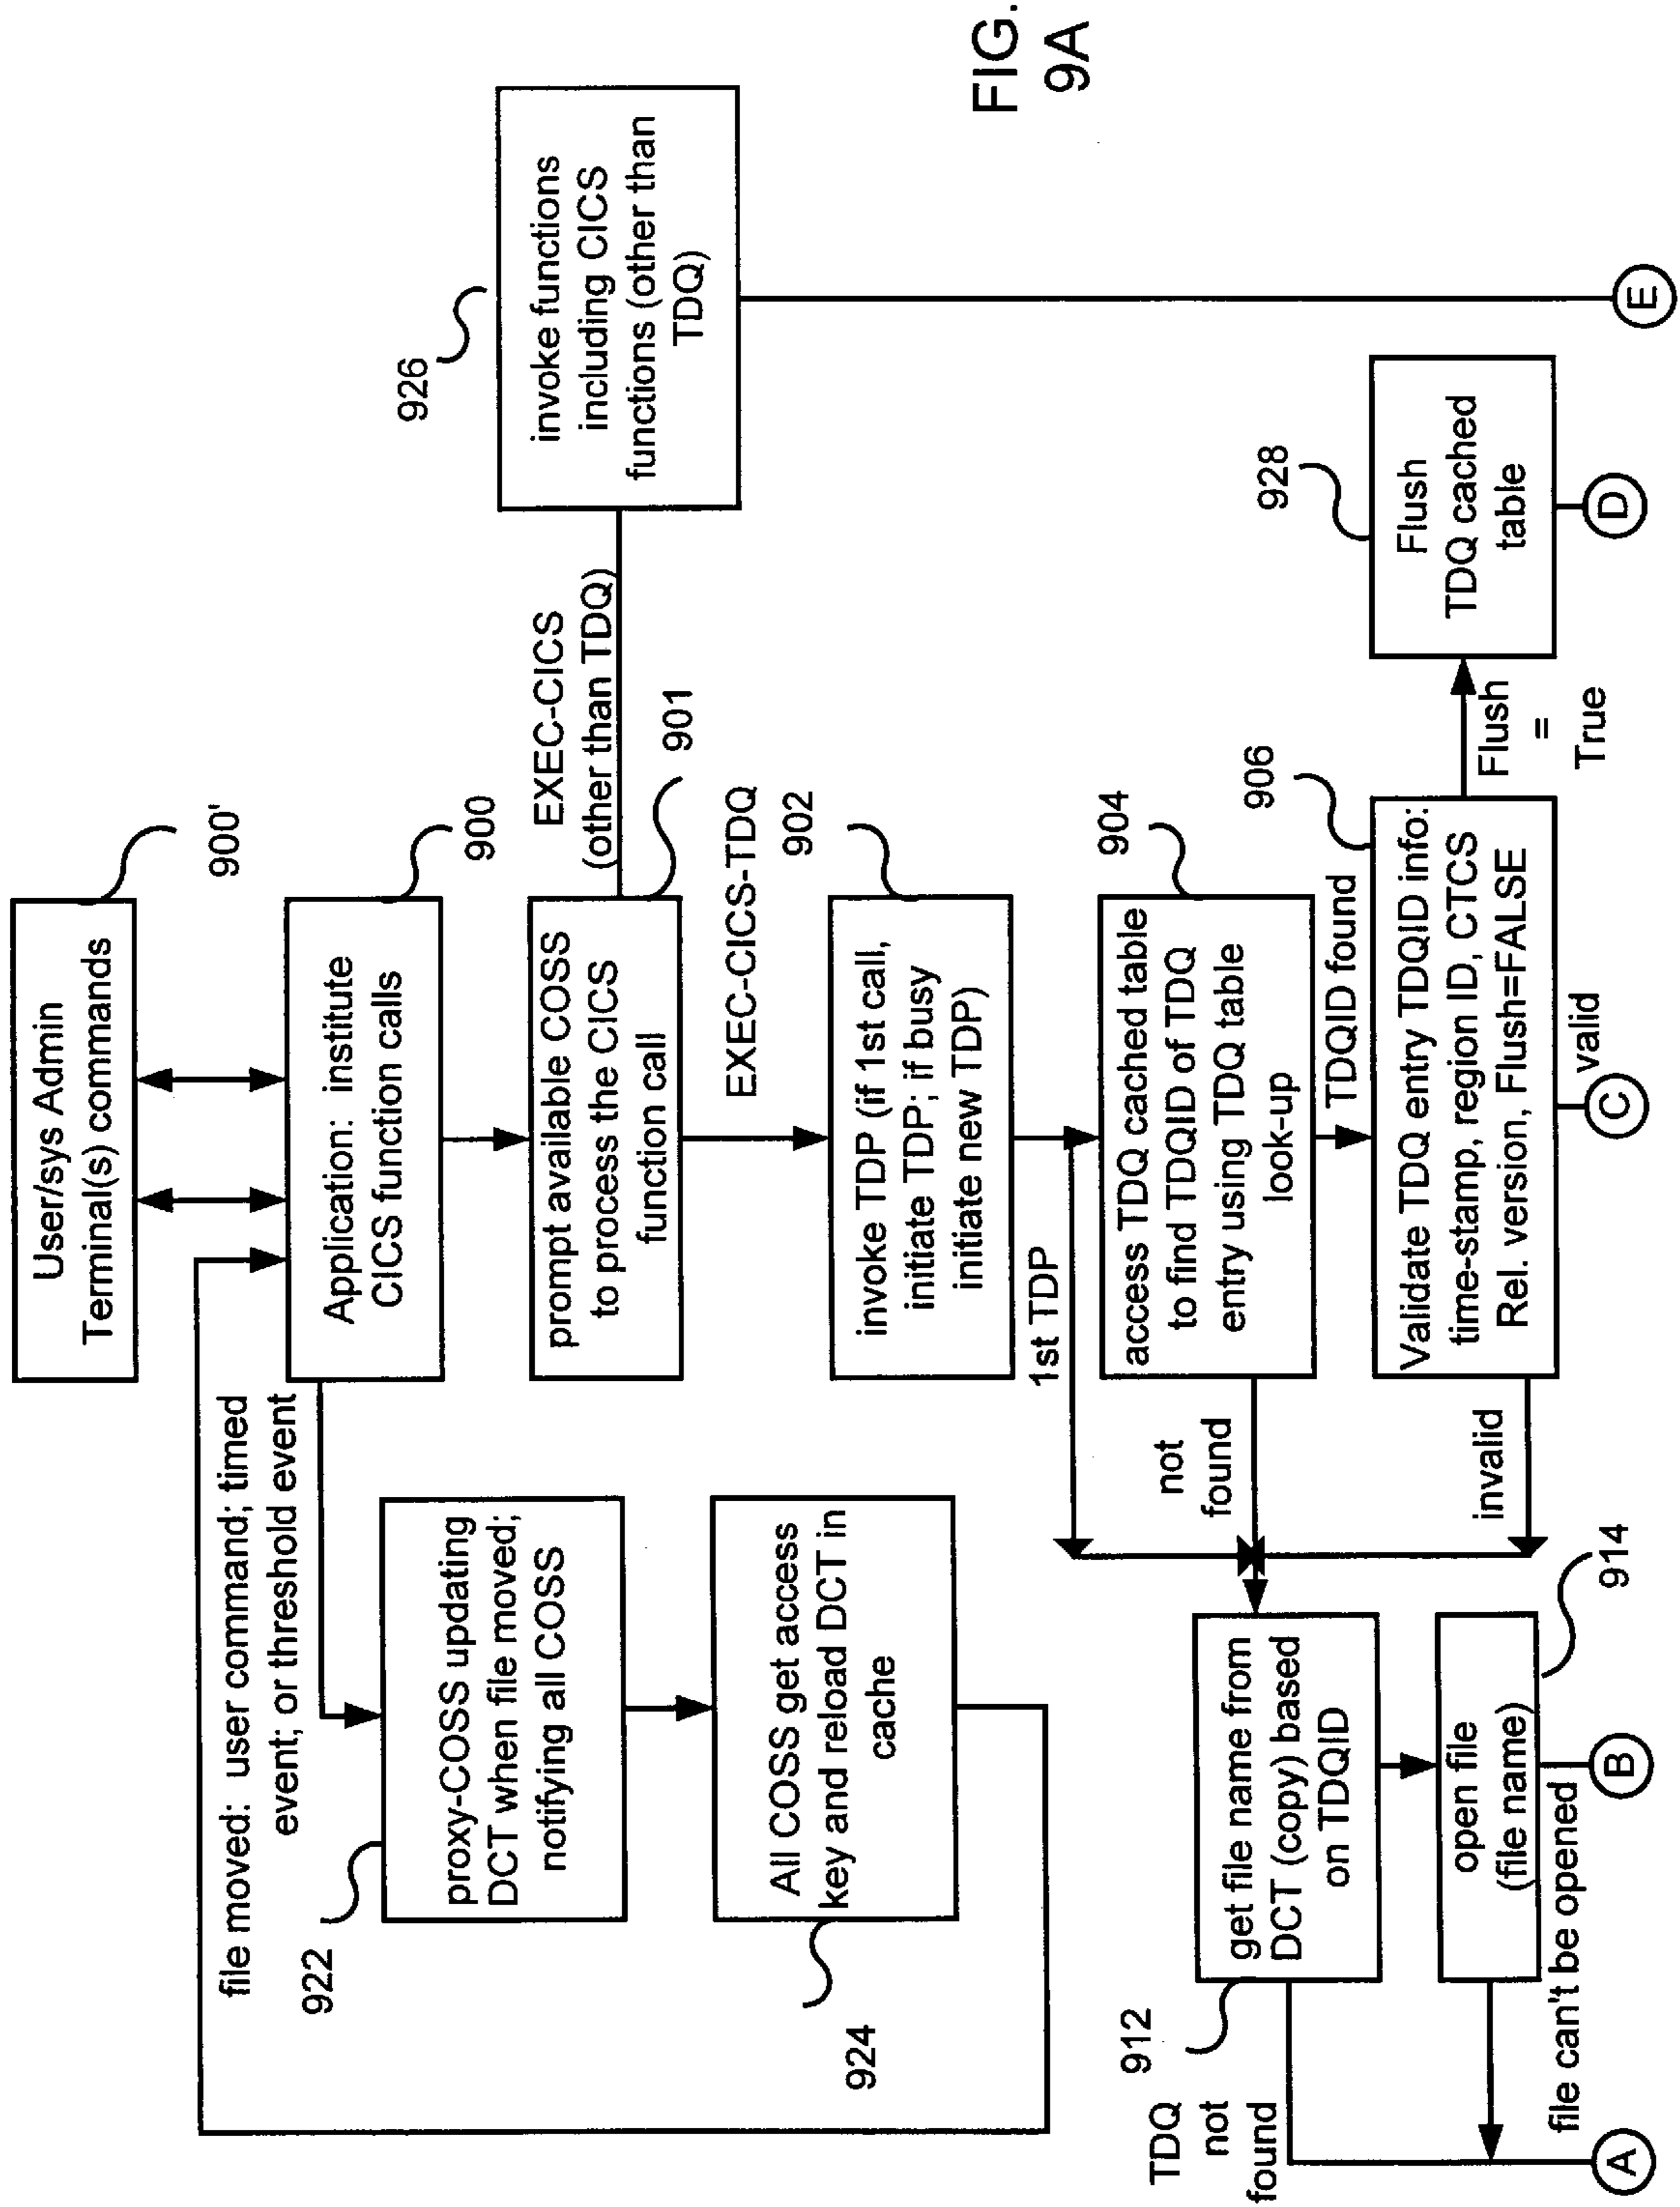 User/sys Admin
Terminal(s) commands
900'
file moved: user command; timed
event; or threshold event
Application: institute
CICS function calls
900
922
proxy-COSS updating
DCT when file moved;
notifying all COSS
prompt available COSS
to process the CICS
function call
901
EXEC-CICS
(other than TDQ)
926
invoke functions
including CICS
functions (other than
TDQ)
EXEC-CICS-TDQ
924
All COSS get access
key and reload DCT in
cache
invoke TDP (if 1st call,
initiate TDP; if busy
initiate new TDP)
902
1st TDP
access TDQ cached table
to find TDQID of TDQ
entry using TDQ table
look-up
904
not
found
TDQID found
912
get file name from
DCT (copy) based
on TDQID
TDQ
not
found
Validate TDQ entry TDQID info:
time-stamp, region ID, CTCS
Rel. version, Flush=FALSE
906
invalid
valid
Flush
=
True
928
Flush
TDQ cached
table
open file
(file name)
914
file can't be opened
A
B
C
D
E
FIG.
9A